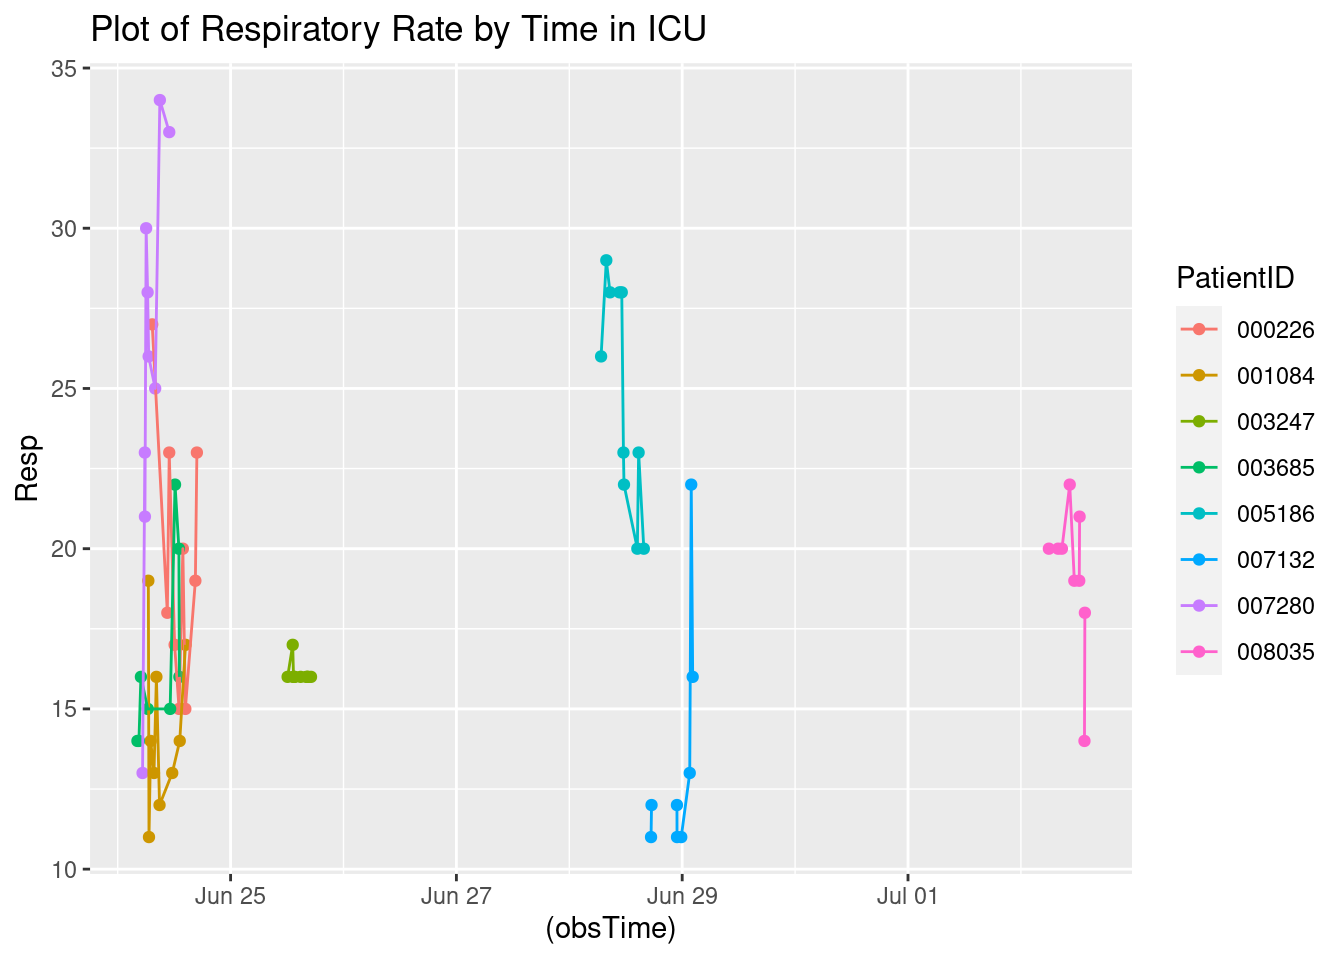 Plot of Respiratory Rate by Time in ICU
35
30
25
20
15
10
Resp
Jun 25
Jun 27
Jun 29
Jul 01
(obsTime)
PatientID
000226
001084
003247
003685
005186
007132
007280
008035